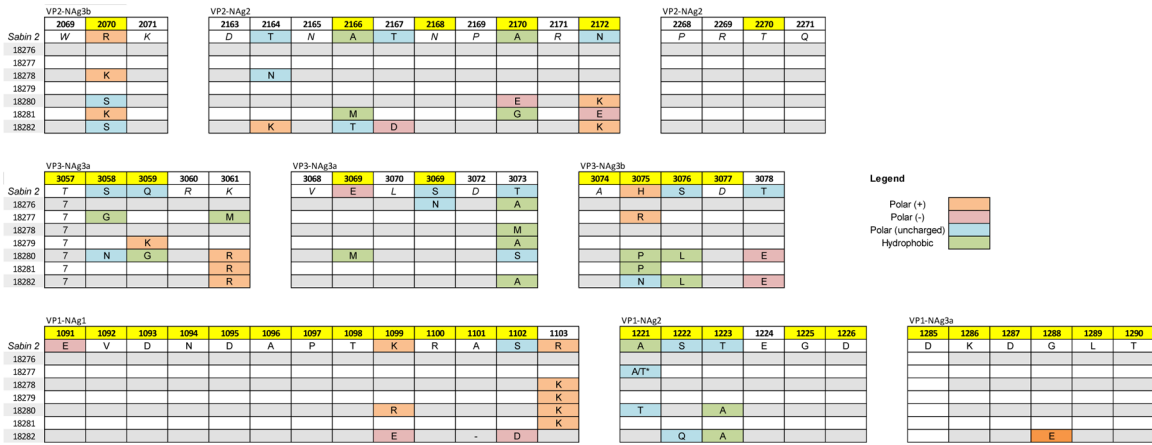 VP2-NAg3b VP2-NAg2 VP2-NAg2
2069 2070 2071 2163 2164 2165 2166 2167 2168 2169 2170 2171 2172 2268 2269 2270 2271
Sabin 2 W R K D T N A T N P A R N P R T Q
18276
18277
18278 K N
18279
18280 S E K
18281 K M G E
18282 S K T D K
VP3-NAg3a VP3-NAg3a VP3-NAg3b
3057 3058 3059 3060 3061 3068 3069 3070 3069 3072 3073 3074 3075 3076 3077 3078
Sabin 2 T S Q R K V E L S D T A H S D T
18276 7 N A
18277 7 G M R
18278 7 M
18279 7 K A
18280 7 N G R M S P L E
18281 7 R P
18282 7 R A N L E
Legend
Polar (+)
Polar (-)
Polar (uncharged)
Hydrophobic
VP1-NAg1 VP1-NAg2 VP1-NAg3a
1091 1092 1093 1094 1095 1096 1097 1098 1099 1100 1101 1102 1103 1221 1222 1223 1224 1225 1226 1285 1286 1287 1288 1289 1290
Sabin 2 E V D N D A P T K R A S R A S T E G D D K D G L T
18276
18277 A/T*
18278 K
18279 K
18280 R K T A
18281 K
18282 E - D Q A E